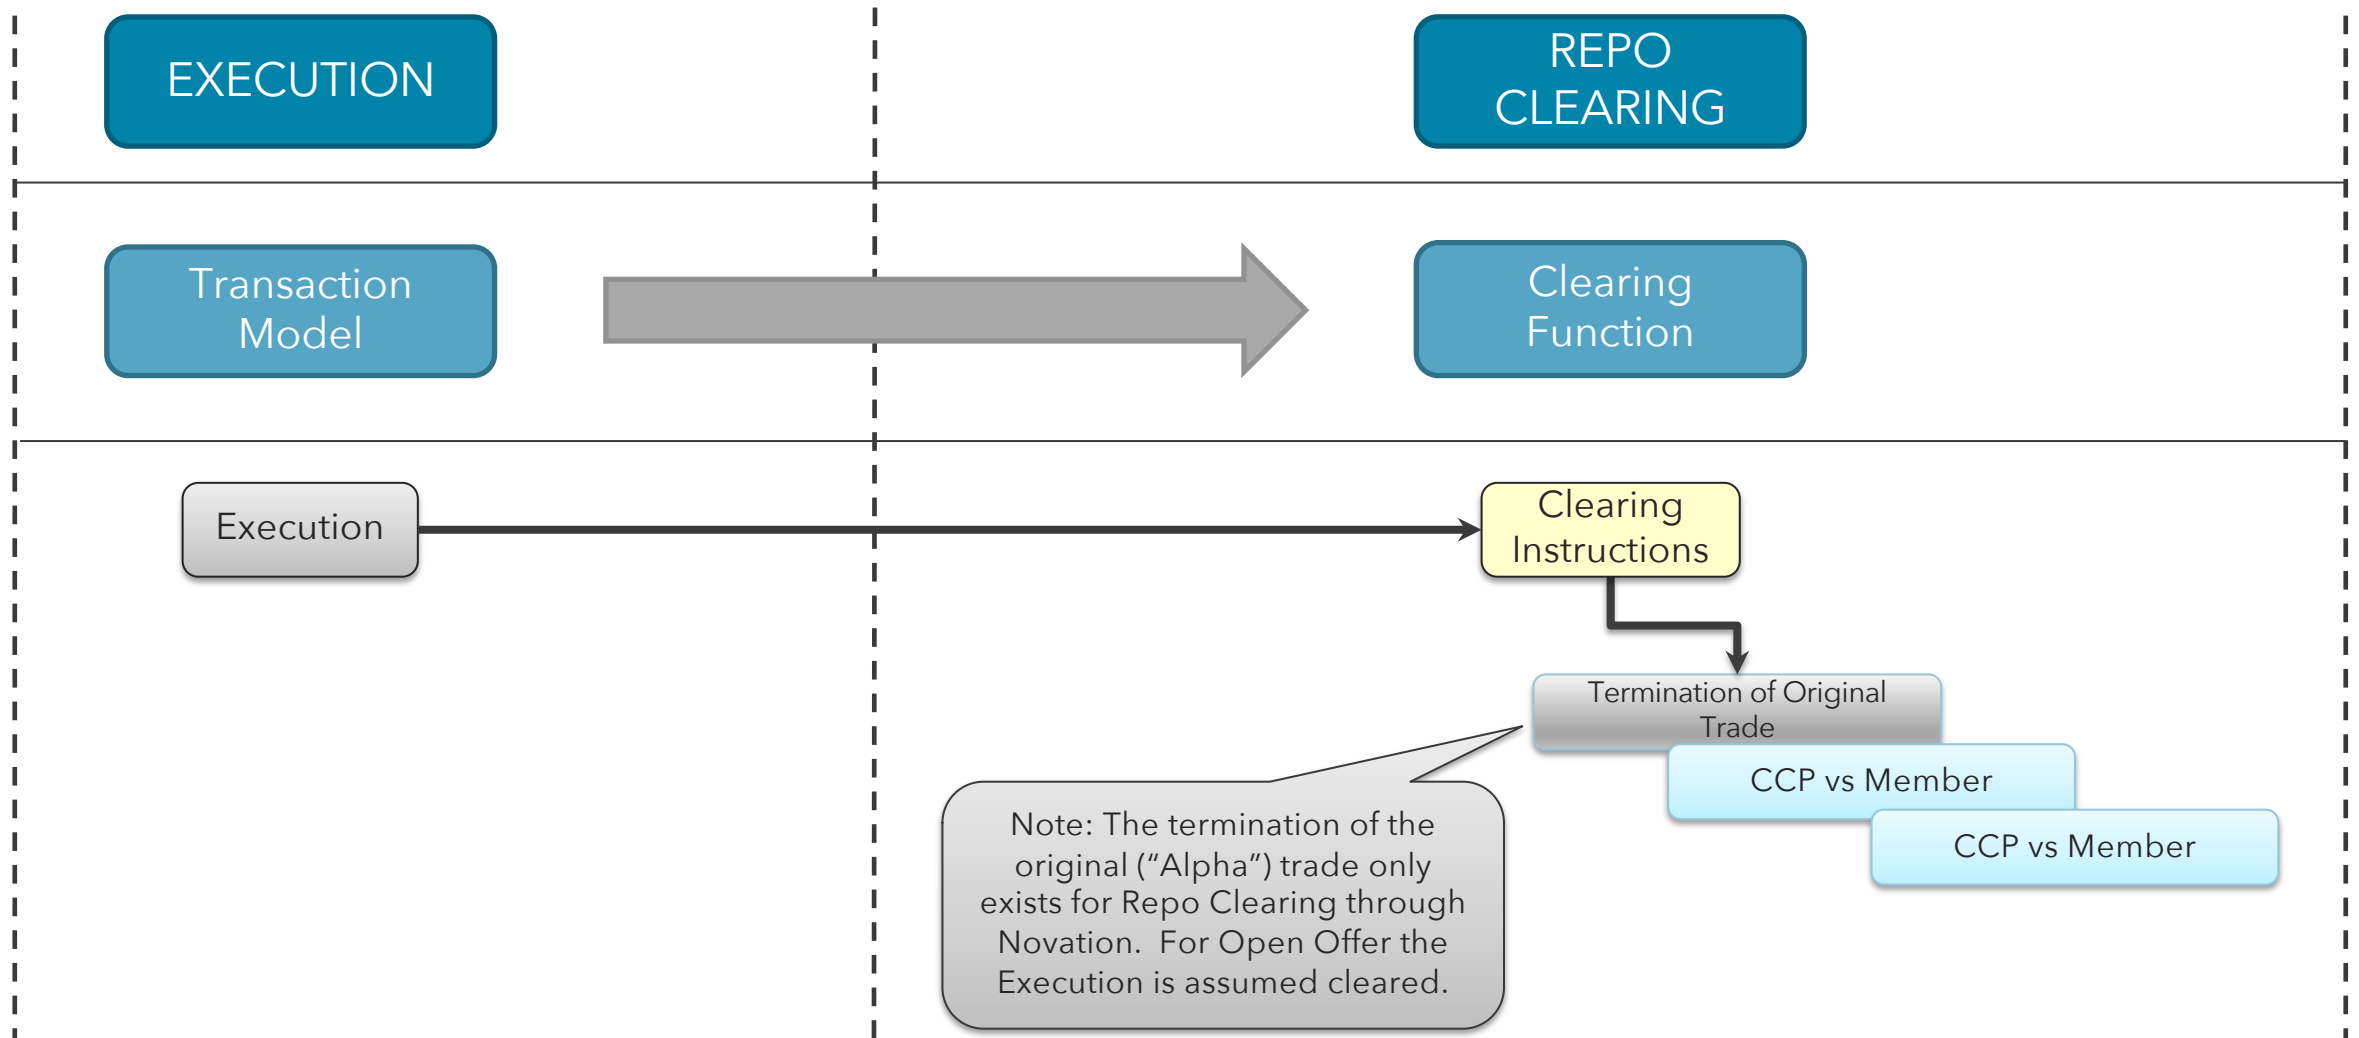 EXECUTION
REPO
CLEARING
Transaction
Model
Clearing
Function
Execution
Clearing
Instructions
Termination of Original
Trade
CCP vs Member
CCP vs Member
Note: The termination of the
original (“Alpha”) trade only
exists for Repo Clearing through
Novation.  For Open Offer the
Execution is assumed cleared.